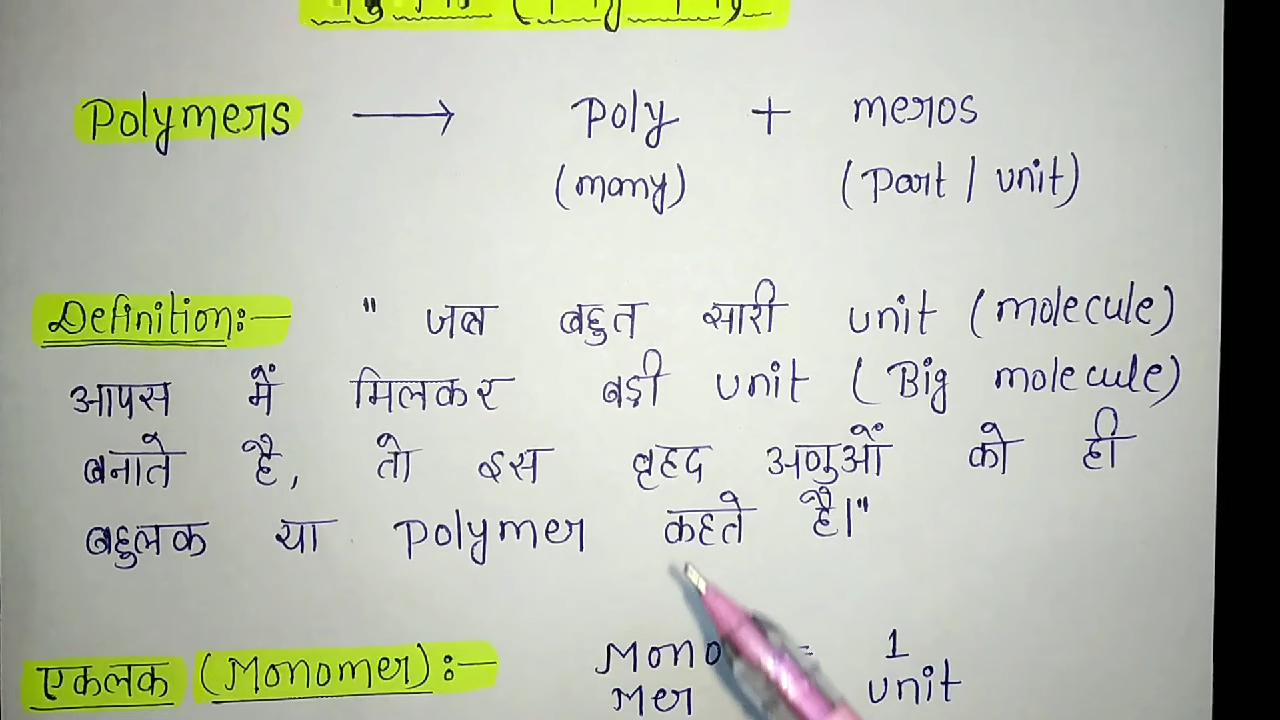 Polymers → Poly + meros
(many) (Part / unit)
Definition:— " जब बहुत सारी unit (molecule)
आपस में मिलकर बड़ी unit ( Big molecule)
बनाते है, तो इस वृहद अणुओं को ही
बहुलक या Polymer कहते है।"
एकलक (Monomer):— Mono = 1
Mer unit